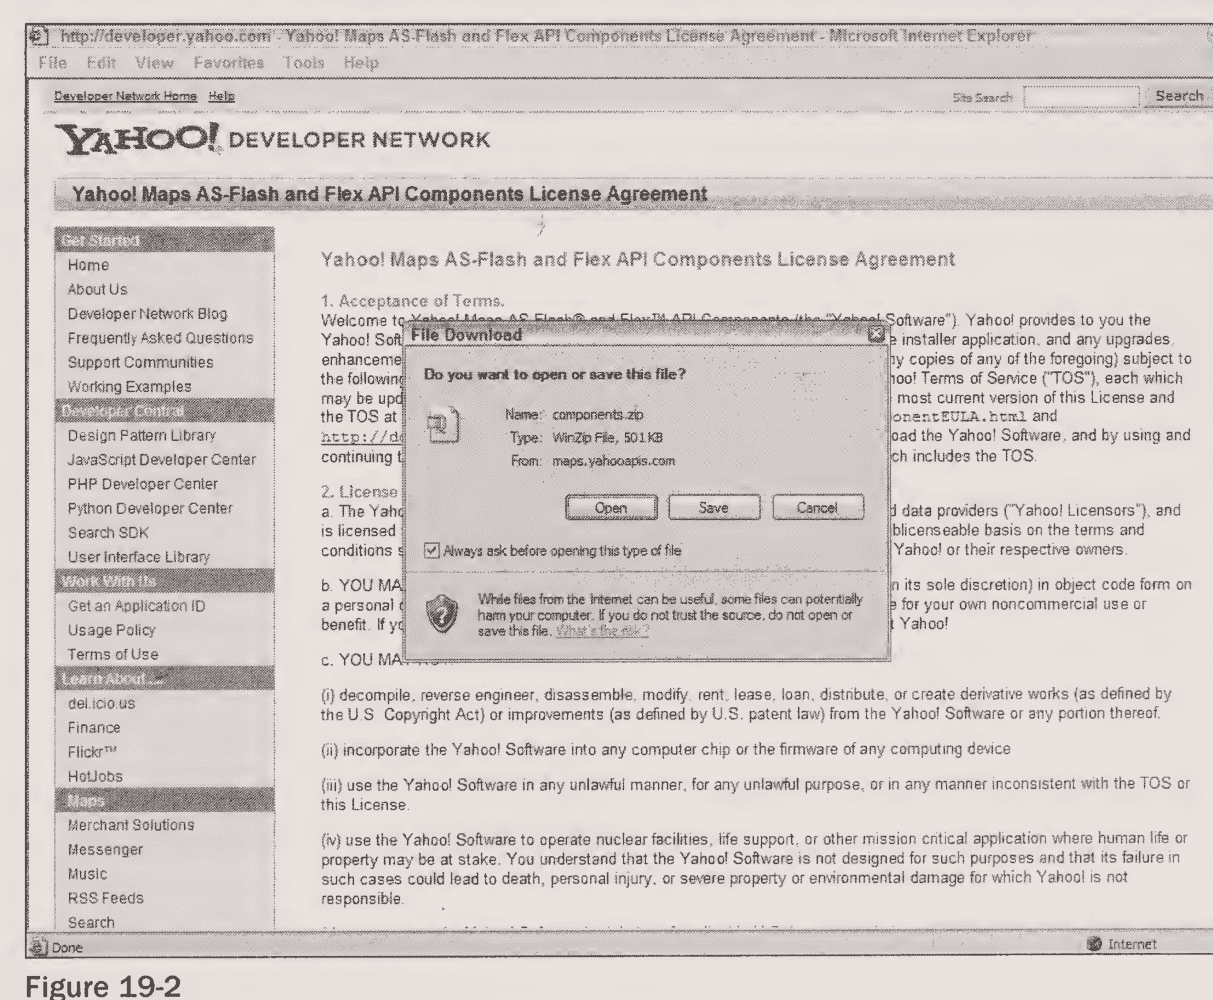 http://developer.yahoo.com - Yahoo! Maps AS-Flash and Flex API Components License Agreement - Microsoft Internet Explorer
File Edit View Favorites Tools Help
Developer Network Home Help
Site Search Search
YAHOO! DEVELOPER NETWORK
Yahoo! Maps AS-Flash and Flex API Components License Agreement
Get Started
Home
About Us
Developer Network Blog
Frequently Asked Questions
Support Communities
Working Examples
Developer Central
Design Pattern Library
JavaScript Developer Center
PHP Developer Center
Python Developer Center
Search SDK
User Interface Library
Work With Us
Get an Application ID
Usage Policy
Terms of Use
Learn About ...
del.icio.us
Finance
Flickr™
HotJobs
Maps
Merchant Solutions
Messenger
Music
RSS Feeds
Search
Yahoo! Maps AS-Flash and Flex API Components License Agreement
1. Acceptance of Terms.
Welcome to Yahoo! Maps AS-Flash® and Flex™ API Components (the "Yahoo! Software"). Yahoo! provides to you the
Yahoo! Soft e installer application, and any upgrades,
enhanceme ny copies of any of the foregoing) subject to
the following hoo! Terms of Service ("TOS"), each which
may be upd most current version of this License and
the TOS at onentEULA.html and
http://de oad the Yahoo! Software, and by using and
continuing t ch includes the TOS.
2. License
a. The Yaho d data providers ("Yahoo! Licensors"), and
is licensed blicenseable basis on the terms and
conditions s Yahoo! or their respective owners.
b. YOU MA n its sole discretion) in object code form on
a personal c e for your own noncommercial use or
benefit. If yo t Yahoo!
c. YOU MAY NOT
(i) decompile, reverse engineer, disassemble, modify, rent, lease, loan, distribute, or create derivative works (as defined by
the U.S Copyright Act) or improvements (as defined by U.S. patent law) from the Yahoo! Software or any portion thereof.
(ii) incorporate the Yahoo! Software into any computer chip or the firmware of any computing device
(iii) use the Yahoo! Software in any unlawful manner, for any unlawful purpose, or in any manner inconsistent with the TOS or
this License.
(iv) use the Yahoo! Software to operate nuclear facilities, life support, or other mission critical application where human life or
property may be at stake. You understand that the Yahoo! Software is not designed for such purposes and that its failure in
such cases could lead to death, personal injury, or severe property or environmental damage for which Yahoo! is not
responsible.
File Download
Do you want to open or save this file?
Name: components.zip
Type: WinZip File, 501 KB
From: maps.yahooapis.com
Open Save Cancel
Always ask before opening this type of file
While files from the Internet can be useful, some files can potentially
harm your computer. If you do not trust the source, do not open or
save this file. What's the risk?
Done
Internet
Figure 19-2